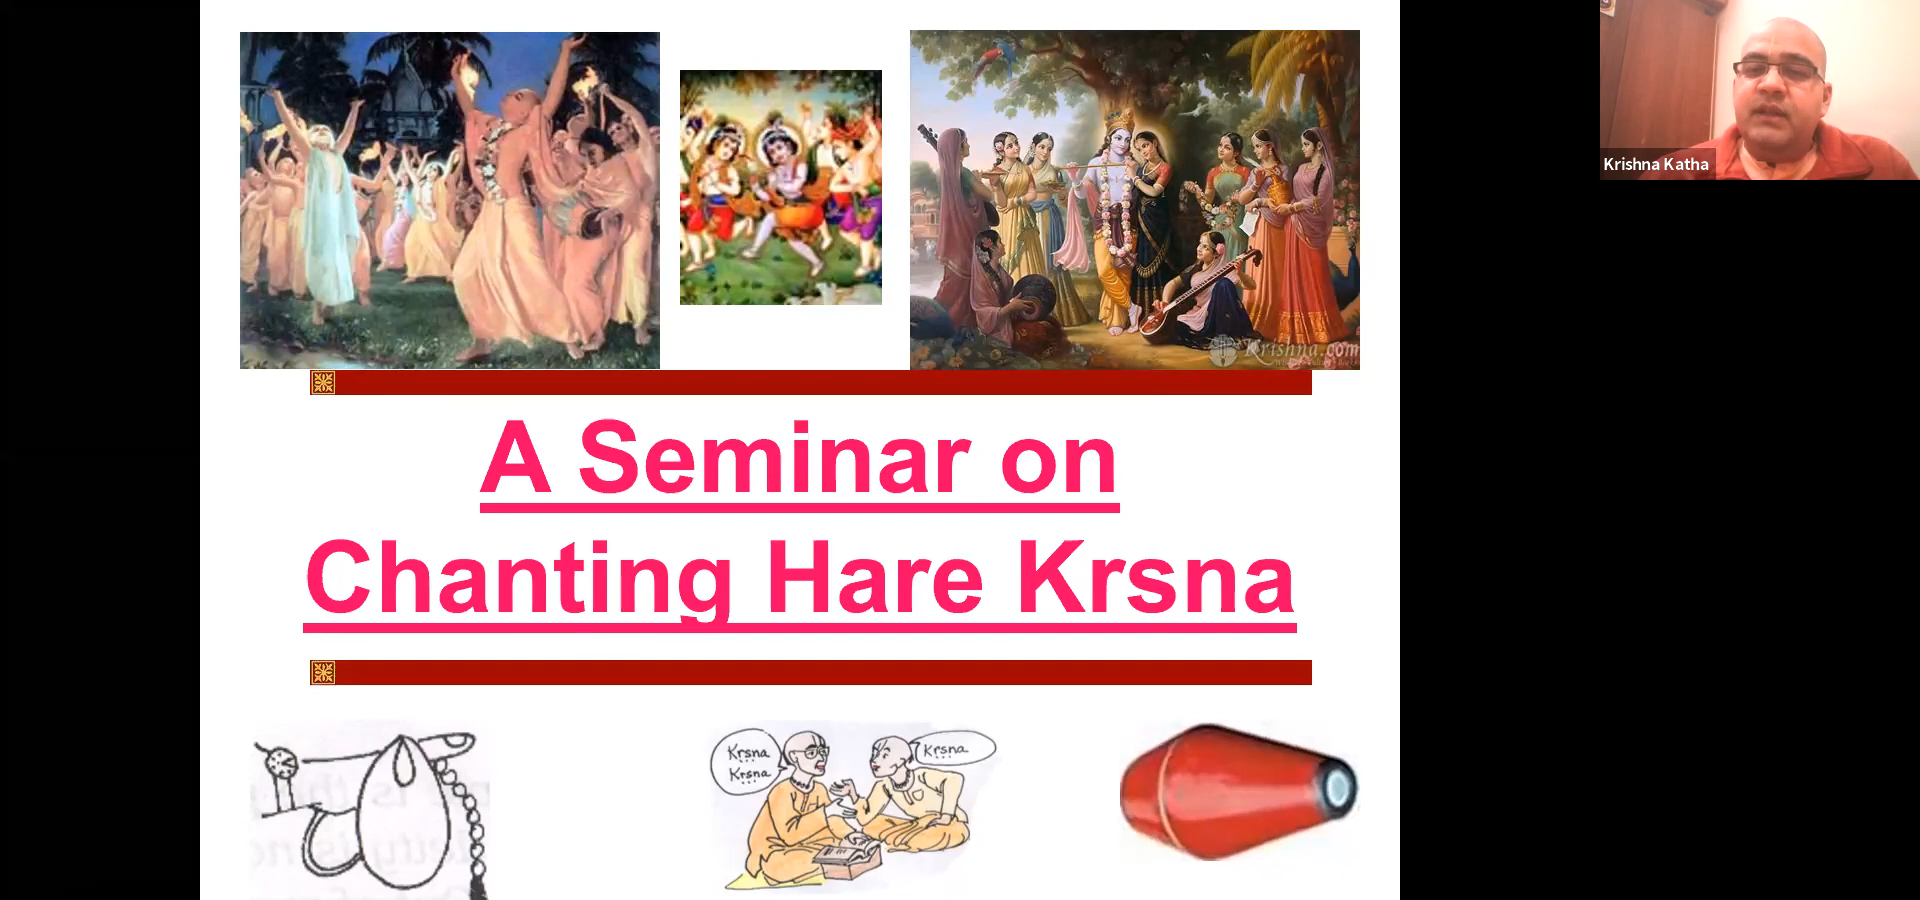 Krishna Katha
Krishna.com
A Seminar on
Chanting Hare Krsna
Krsna
Krsna
Krsna